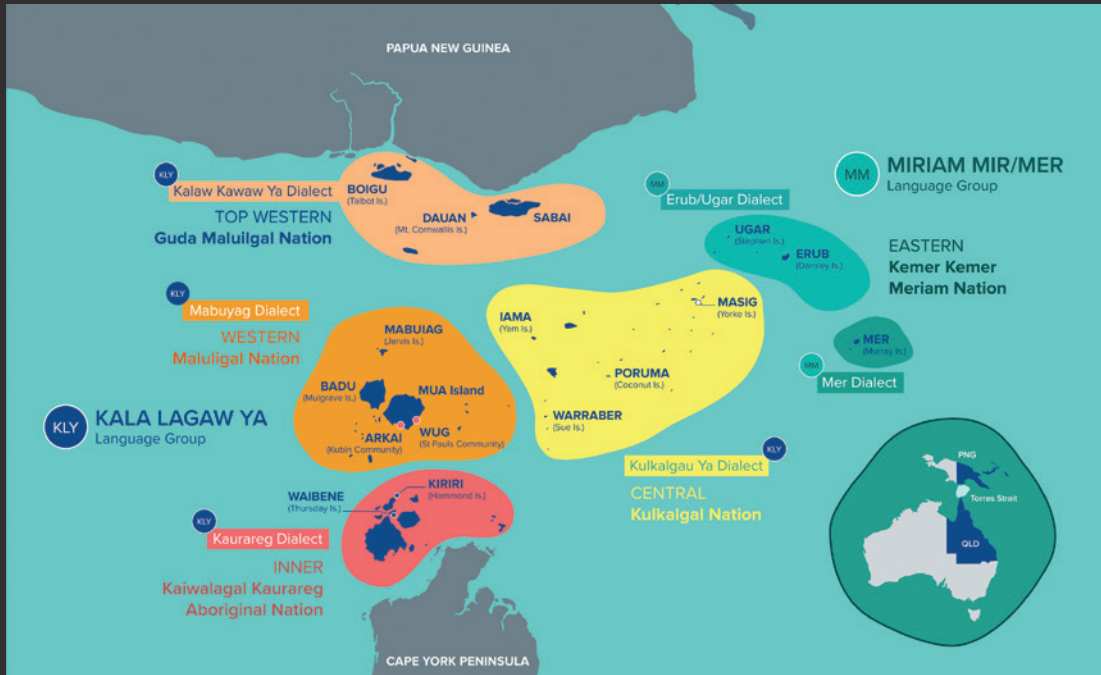 PAPUA NEW GUINEA
KLY
Kalaw Kawaw Ya Dialect
TOP WESTERN
Guda Maluilgal Nation
BOIGU
(Talbot Is.)
DAUAN
(Mt. Cornwallis Is.)
SABAI
MM
Erub/Ugar Dialect
UGAR
(Stephen Is.)
ERUB
(Darnley Is.)
MM
MIRIAM MIR/MER
Language Group
EASTERN
Kemer Kemer
Meriam Nation
KLY
Mabuyag Dialect
WESTERN
Maluligal Nation
MABUIAG
(Jervis Is.)
BADU
(Mulgrave Is.)
MUA Island
ARKAI
(Kubin Community)
WUG
(St Pauls Community)
IAMA
(Yam Is.)
MASIG
(Yorke Is.)
PORUMA
(Coconut Is.)
WARRABER
(Sue Is.)
MER
(Murray Is.)
MM
Mer Dialect
KLY
KALA LAGAW YA
Language Group
Kulkalgau Ya Dialect
KLY
CENTRAL
Kulkalgal Nation
WAIBENE
(Thursday Is.)
KIRIRI
(Hammond Is.)
KLY
Kaurareg Dialect
INNER
Kaiwalagal Kaurareg
Aboriginal Nation
CAPE YORK PENINSULA
PNG
Torres Strait
QLD